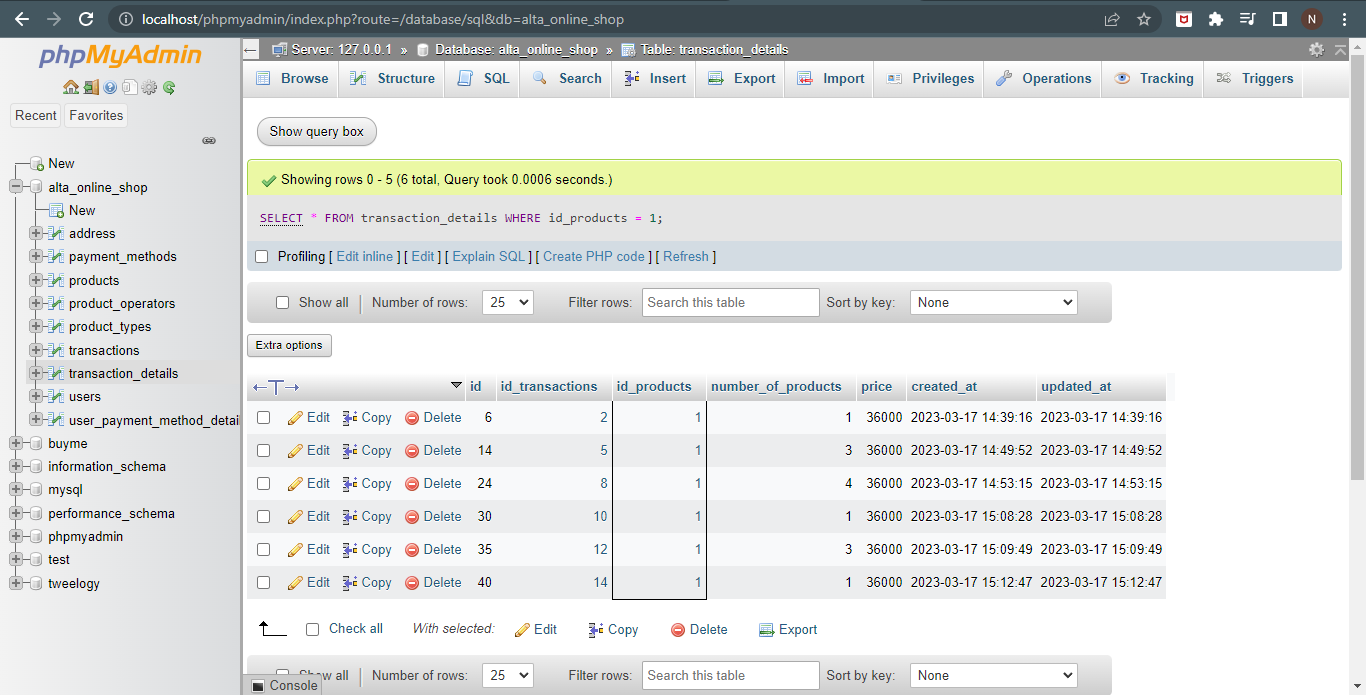 localhost/phpmyadmin/index.php?route=/database/sql&db=alta_online_shop
N
phpMyAdmin
Recent Favorites
New
alta_online_shop
New
address
payment_methods
products
product_operators
product_types
transactions
transaction_details
users
user_payment_method_detai
buyme
information_schema
mysql
performance_schema
phpmyadmin
test
tweelogy
Server: 127.0.0.1 » Database: alta_online_shop » Table: transaction_details
Browse Structure SQL Search Insert Export Import Privileges Operations Tracking Triggers
Show query box
Showing rows 0 - 5 (6 total, Query took 0.0006 seconds.)
SELECT * FROM transaction_details WHERE id_products = 1;
Profiling [ Edit inline ] [ Edit ] [ Explain SQL ] [ Create PHP code ] [ Refresh ]
Show all | Number of rows: 25 Filter rows: Search this table Sort by key: None
Extra options
←T→ id id_transactions id_products number_of_products price created_at updated_at
Edit Copy Delete 6 2 1 1 36000 2023-03-17 14:39:16 2023-03-17 14:39:16
Edit Copy Delete 14 5 1 3 36000 2023-03-17 14:49:52 2023-03-17 14:49:52
Edit Copy Delete 24 8 1 4 36000 2023-03-17 14:53:15 2023-03-17 14:53:15
Edit Copy Delete 30 10 1 1 36000 2023-03-17 15:08:28 2023-03-17 15:08:28
Edit Copy Delete 35 12 1 3 36000 2023-03-17 15:09:49 2023-03-17 15:09:49
Edit Copy Delete 40 14 1 1 36000 2023-03-17 15:12:47 2023-03-17 15:12:47
Check all With selected: Edit Copy Delete Export
Show all | Number of rows: 25 Filter rows: Search this table Sort by key: None
Console